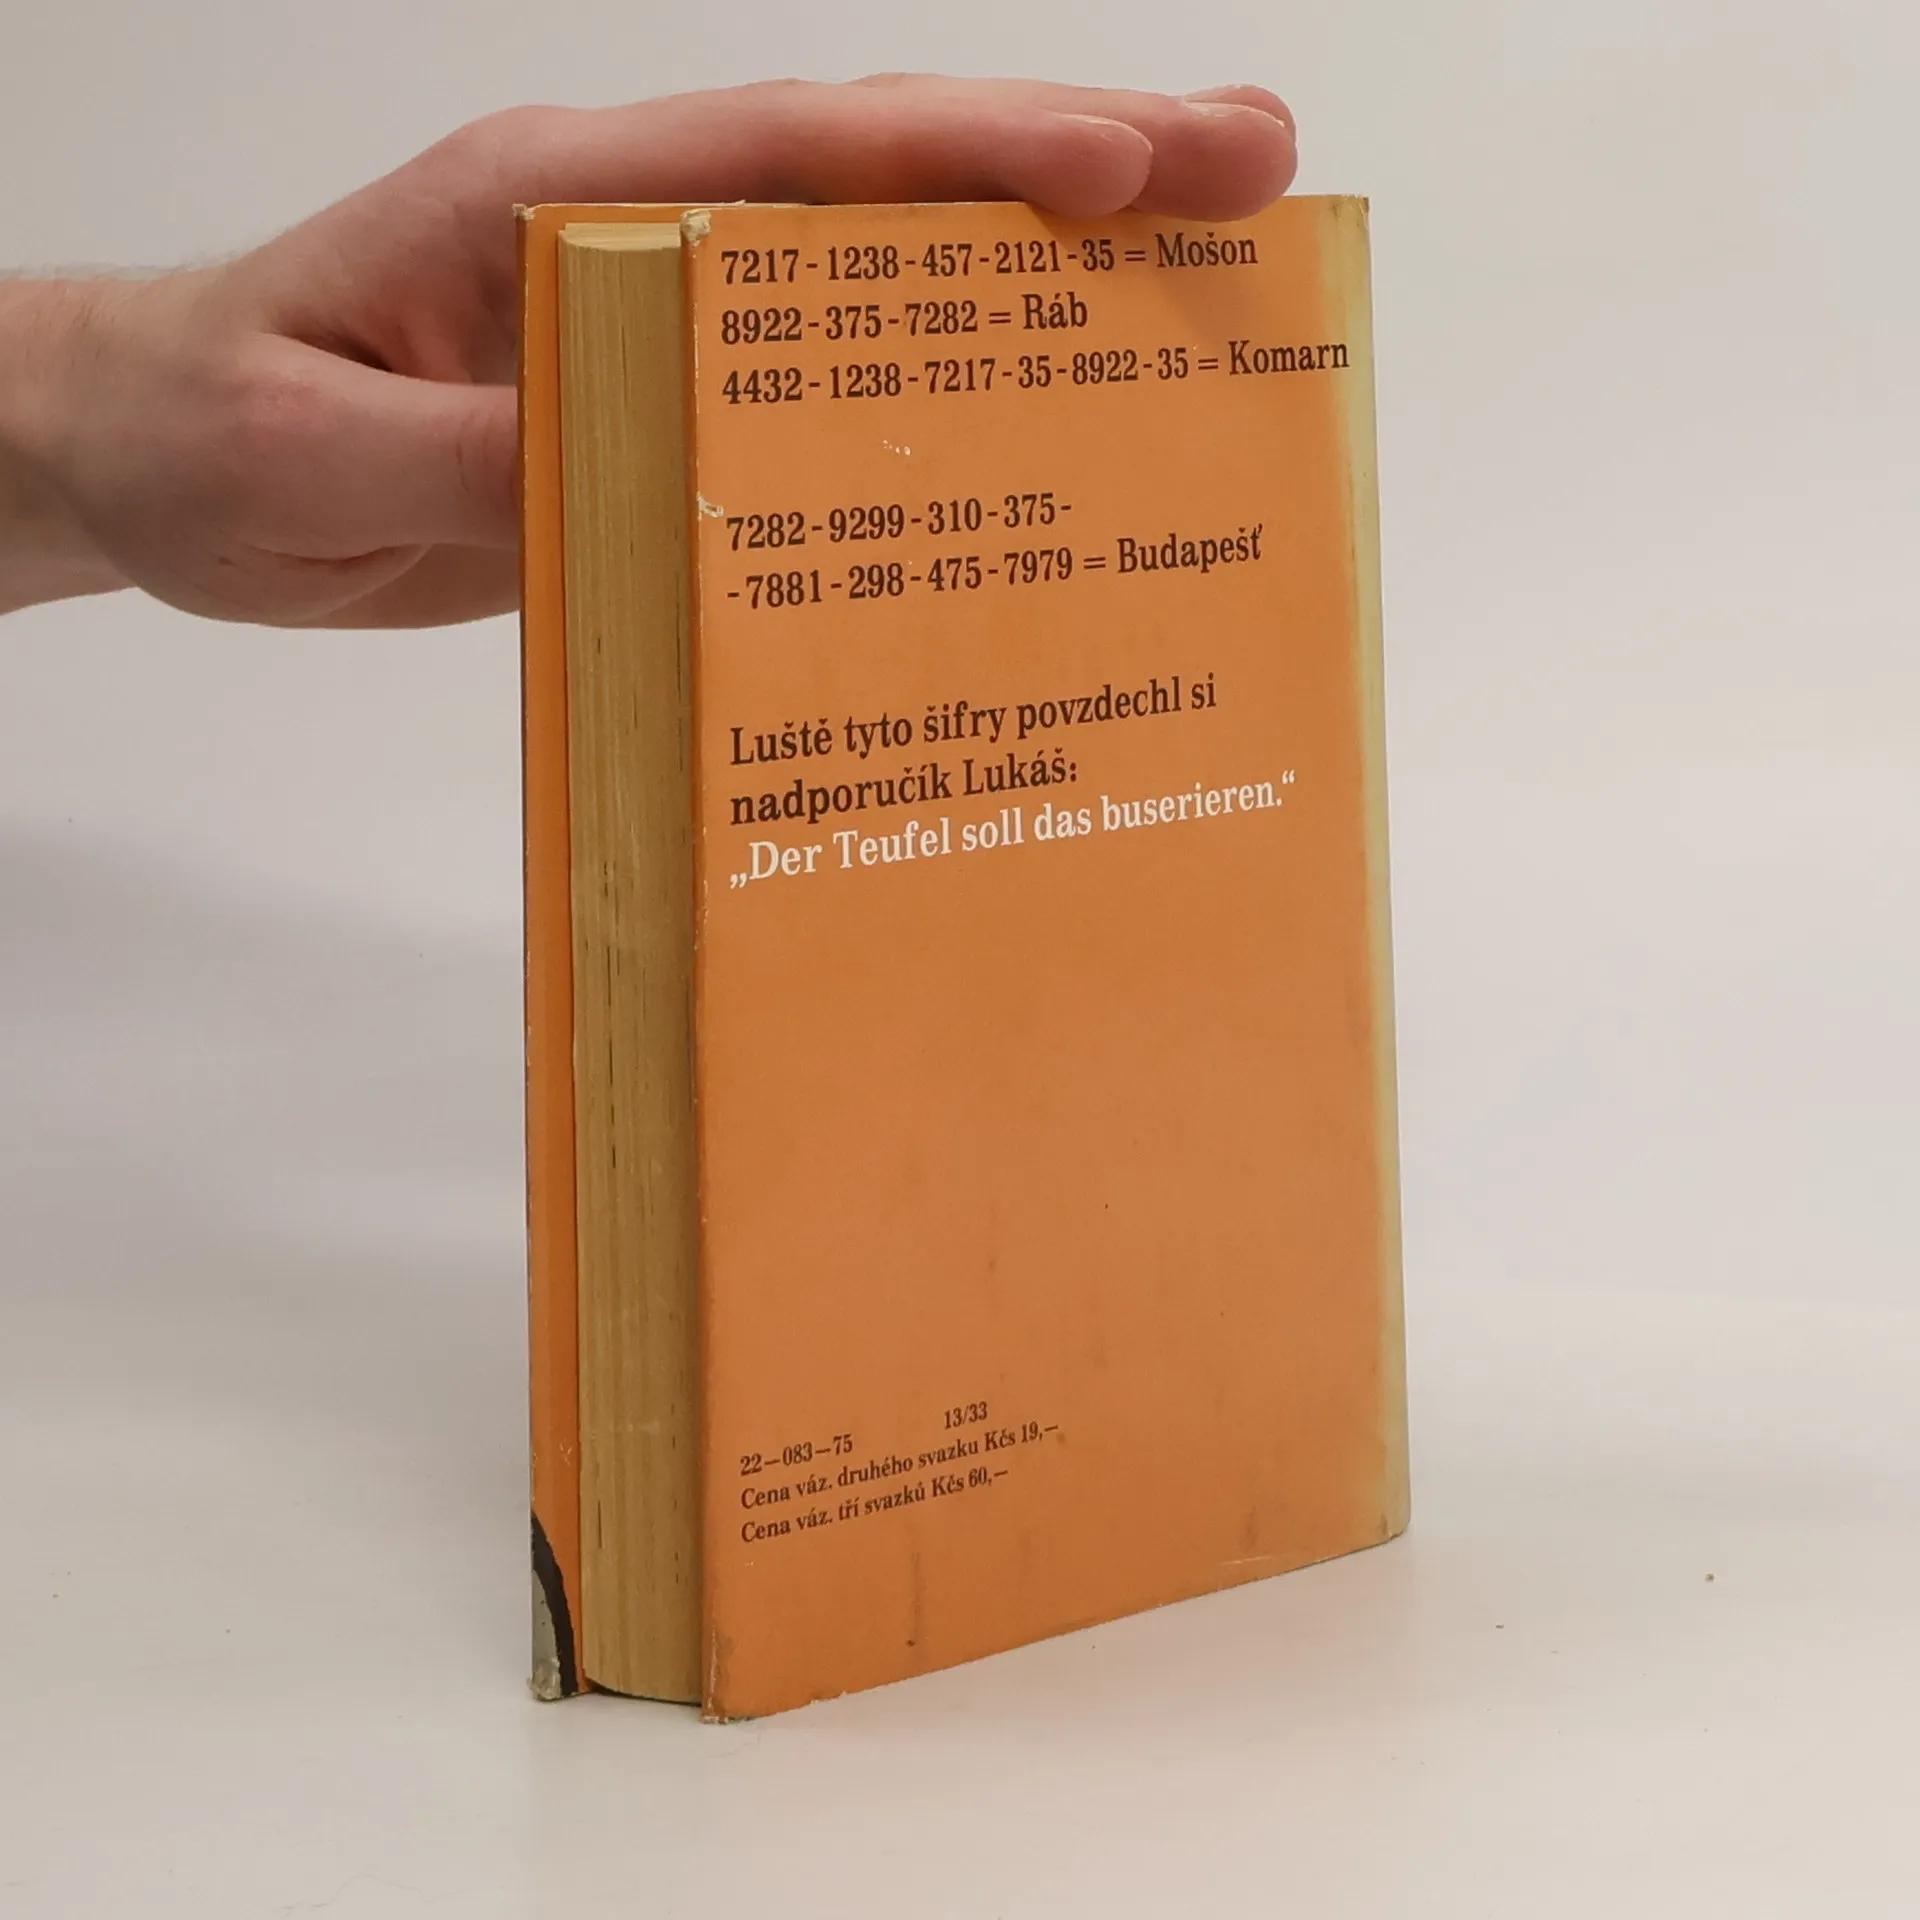 7217-1238-457-2121-35 = Mošon
8922-375-7282 = Ráb
4432-1238-7217-35-8922-35 = Komarn
7282-9299-310-375-
-7881-298-475-7979 = Budapešť
Luště tyto šifry povzdechl si
nadporučík Lukáš:
„Der Teufel soll das buserieren.“
22—083—75 13/33
Cena váz. druhého svazku Kčs 19,—
Cena váz. tří svazků Kčs 60,—